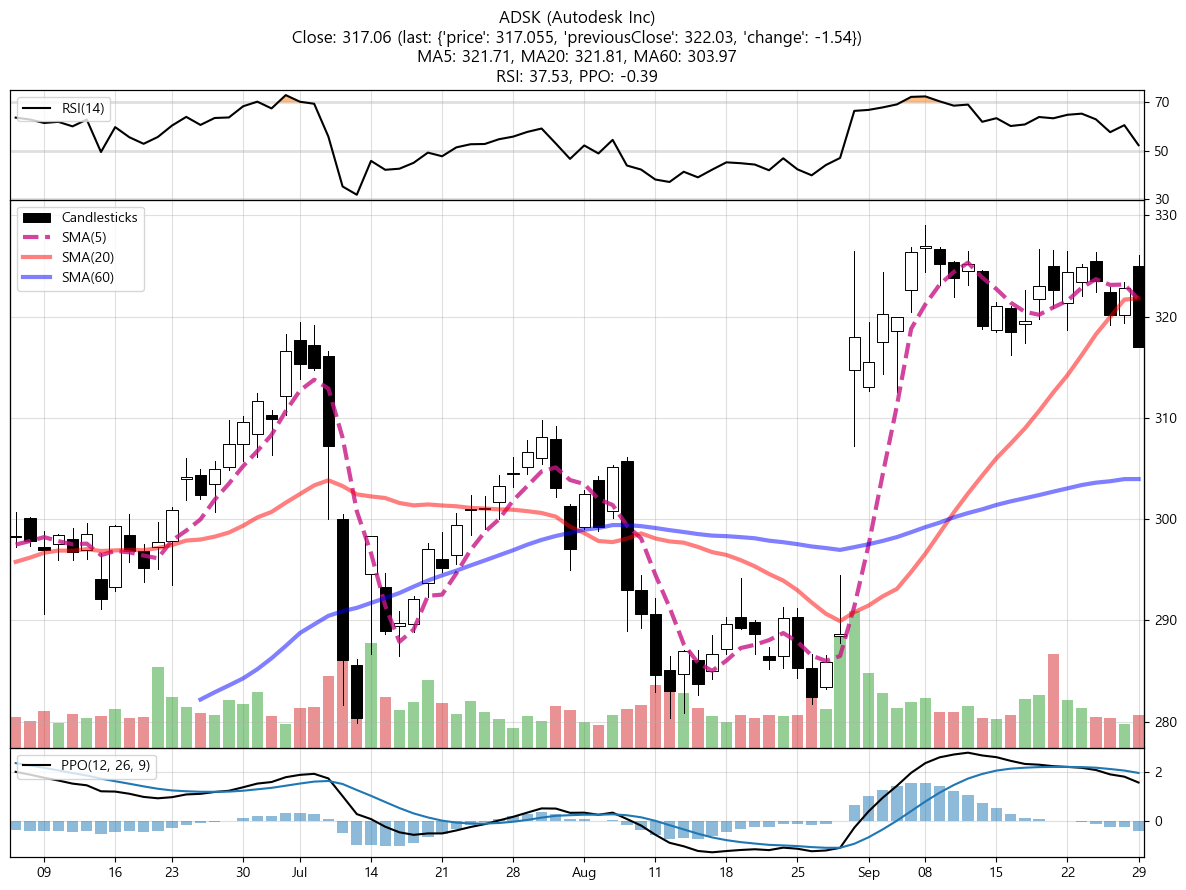 ADSK (Autodesk Inc)
Close: 317.06 (last: {'price': 317.055, 'previousClose': 322.03, 'change': -1.54})
MA5: 321.71, MA20: 321.81, MA60: 303.97
RSI: 37.53, PPO: -0.39
RSI(14)
70
50
30
Candlesticks
SMA(5)
SMA(20)
SMA(60)
330
320
310
300
290
280
PPO(12, 26, 9)
2
0
09 16 23 30 Jul 14 21 28 Aug 11 18 25 Sep 08 15 22 29